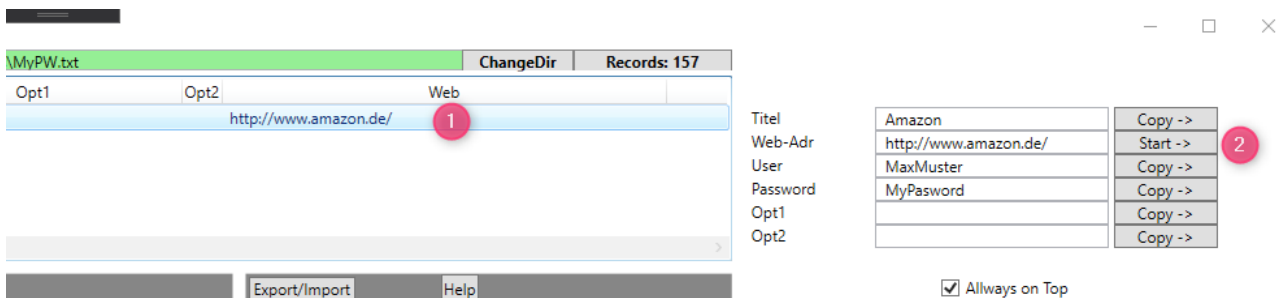 \MyPW.txt ChangeDir Records: 157
Opt1 Opt2 Web
http://www.amazon.de/ 1
Titel Amazon Copy ->
Web-Adr http://www.amazon.de/ Start -> 2
User MaxMuster Copy ->
Password MyPasword Copy ->
Opt1 Copy ->
Opt2 Copy ->
Export/Import Help Allways on Top